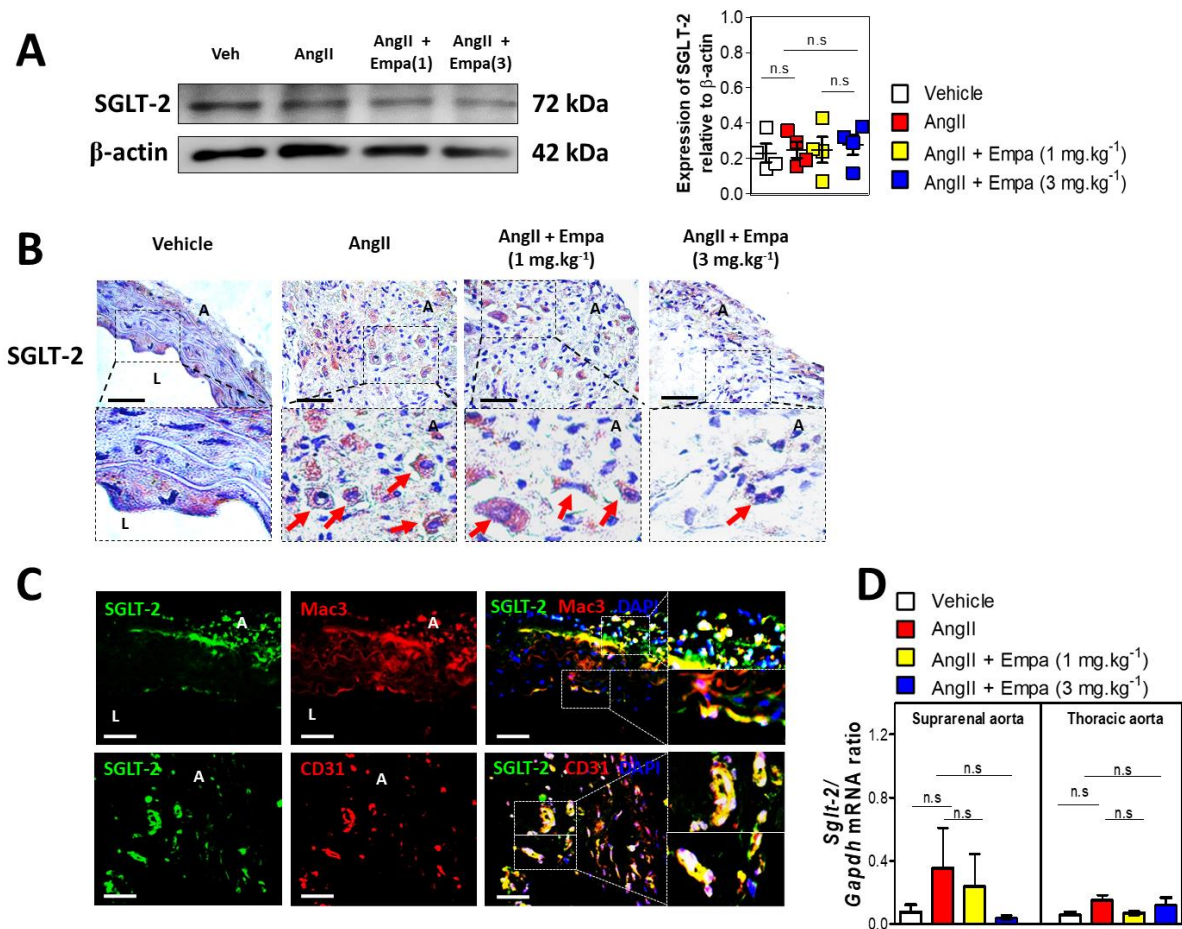 A
Veh
AngII
AngII +
Empa(1)
AngII +
Empa(3)
SGLT-2
72 kDa
β-actin
42 kDa
Expression of SGLT-2
relative to β-actin
1.0
0.8
0.6
0.4
0.2
0.0
n.s
n.s
n.s
Vehicle
AngII
AngII + Empa (1 mg.kg-1)
AngII + Empa (3 mg.kg-1)
B
Vehicle
AngII
AngII + Empa
(1 mg.kg-1)
AngII + Empa
(3 mg.kg-1)
SGLT-2
A
L
A
A
A
L
A
A
A
C
SGLT-2
A
L
Mac3
A
SGLT-2 Mac3 DAPI
SGLT-2
A
CD31
A
SGLT-2 CD31 DAPI
D
Vehicle
AngII
AngII + Empa (1 mg.kg-1)
AngII + Empa (3 mg.kg-1)
Sglt-2/
Gapdh mRNA ratio
1.2
0.8
0.4
0.0
Suprarenal aorta
n.s
n.s
n.s
Thoracic aorta
n.s
n.s
n.s